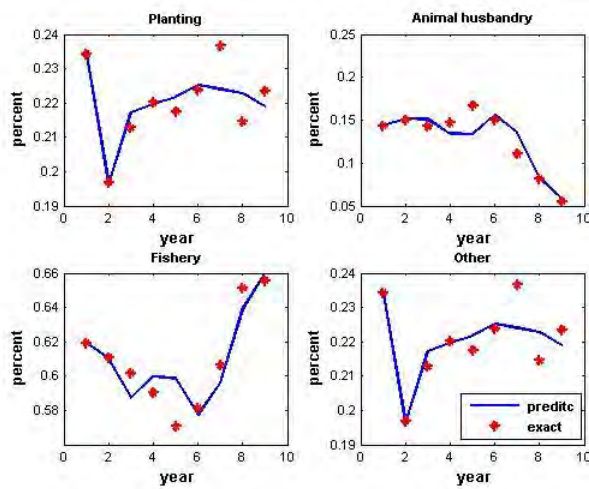 Planting
Animal husbandry
0.24
0.23
0.22
0.21
0.2
0.19
percent
0 2 4 6 8 10
year
0.25
0.2
0.15
0.1
0.05
percent
0 2 4 6 8 10
year
Fishery
Other
0.66
0.64
0.62
0.6
0.58
percent
0 2 4 6 8 10
year
0.24
0.23
0.22
0.21
0.2
0.19
percent
0 2 4 6 8 10
year
preditc
exact